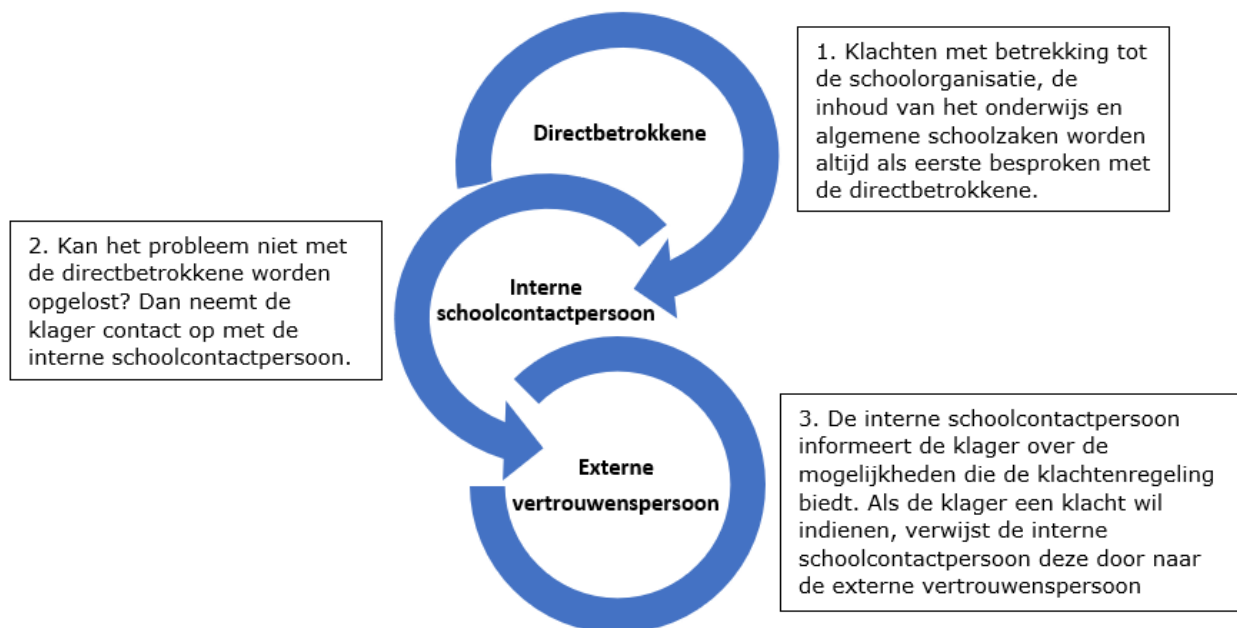 Directbetrokkene
1. Klachten met betrekking tot
de schoolorganisatie, de
inhoud van het onderwijs en
algemene schoolzaken worden
altijd als eerste besproken met
de directbetrokkene.
2. Kan het probleem niet met
de directbetrokkene worden
opgelost? Dan neemt de
klager contact op met de
interne schoolcontactpersoon.
Interne
schoolcontactpersoon
Externe
vertrouwenspersoon
3. De interne schoolcontactpersoon
informeert de klager over de
mogelijkheden die de klachtenregeling
biedt. Als de klager een klacht wil
indienen, verwijst de interne
schoolcontactpersoon deze door naar
de externe vertrouwenspersoon